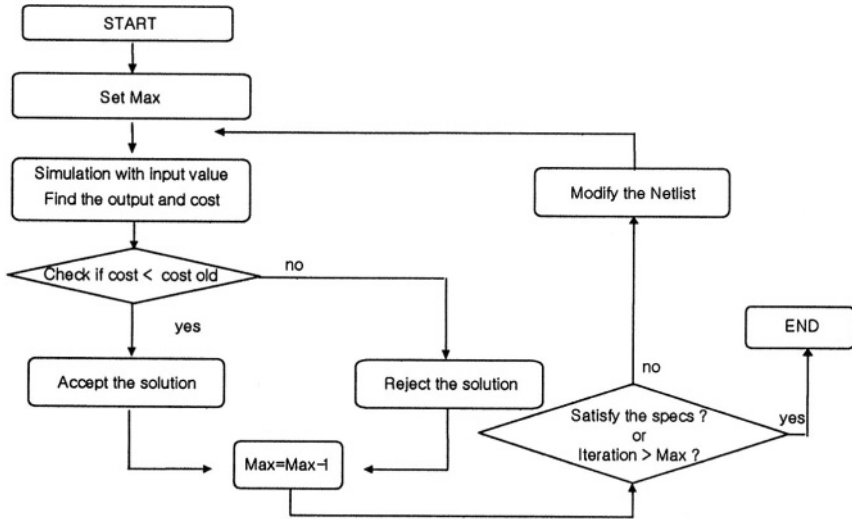 START
Set Max
Simulation with input value
Find the output and cost
Check if cost < cost old
no
yes
Accept the solution
Reject the solution
Max=Max-1
Modify the Netlist
no
Satisfy the specs ?
or
Iteration > Max ?
yes
END